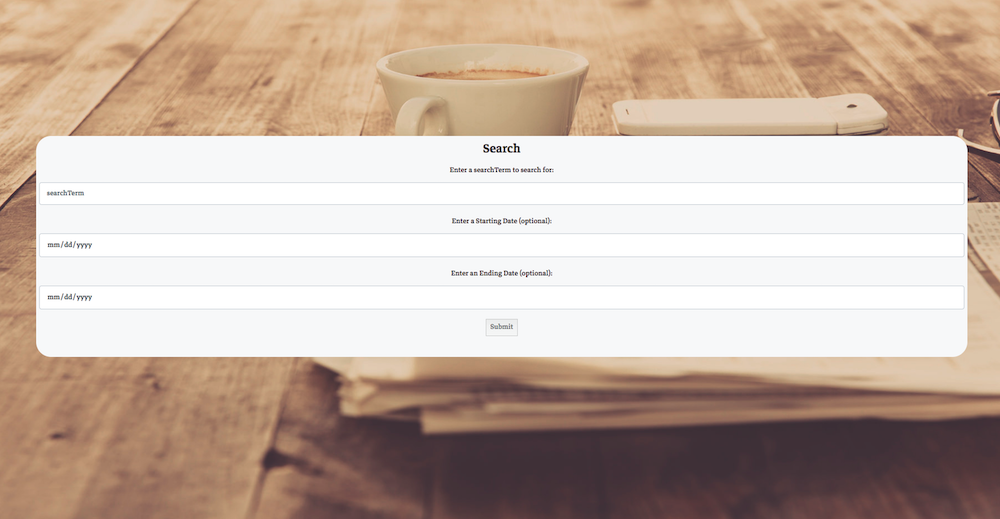 Search
Enter a searchTerm to search for:
searchTerm
Enter a Starting Date (optional):
mm/dd/yyyy
Enter an Ending Date (optional):
mm/dd/yyyy
Submit